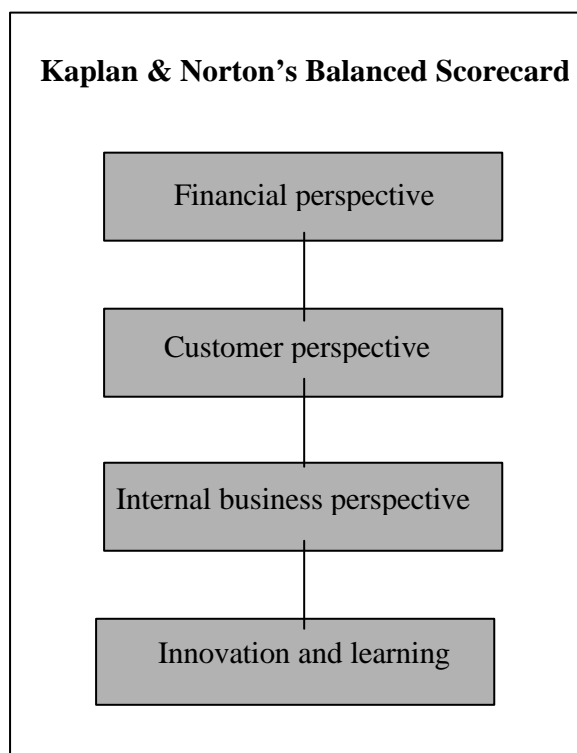 Kaplan & Norton’s Balanced Scorecard
Financial perspective
Customer perspective
Internal business perspective
Innovation and learning